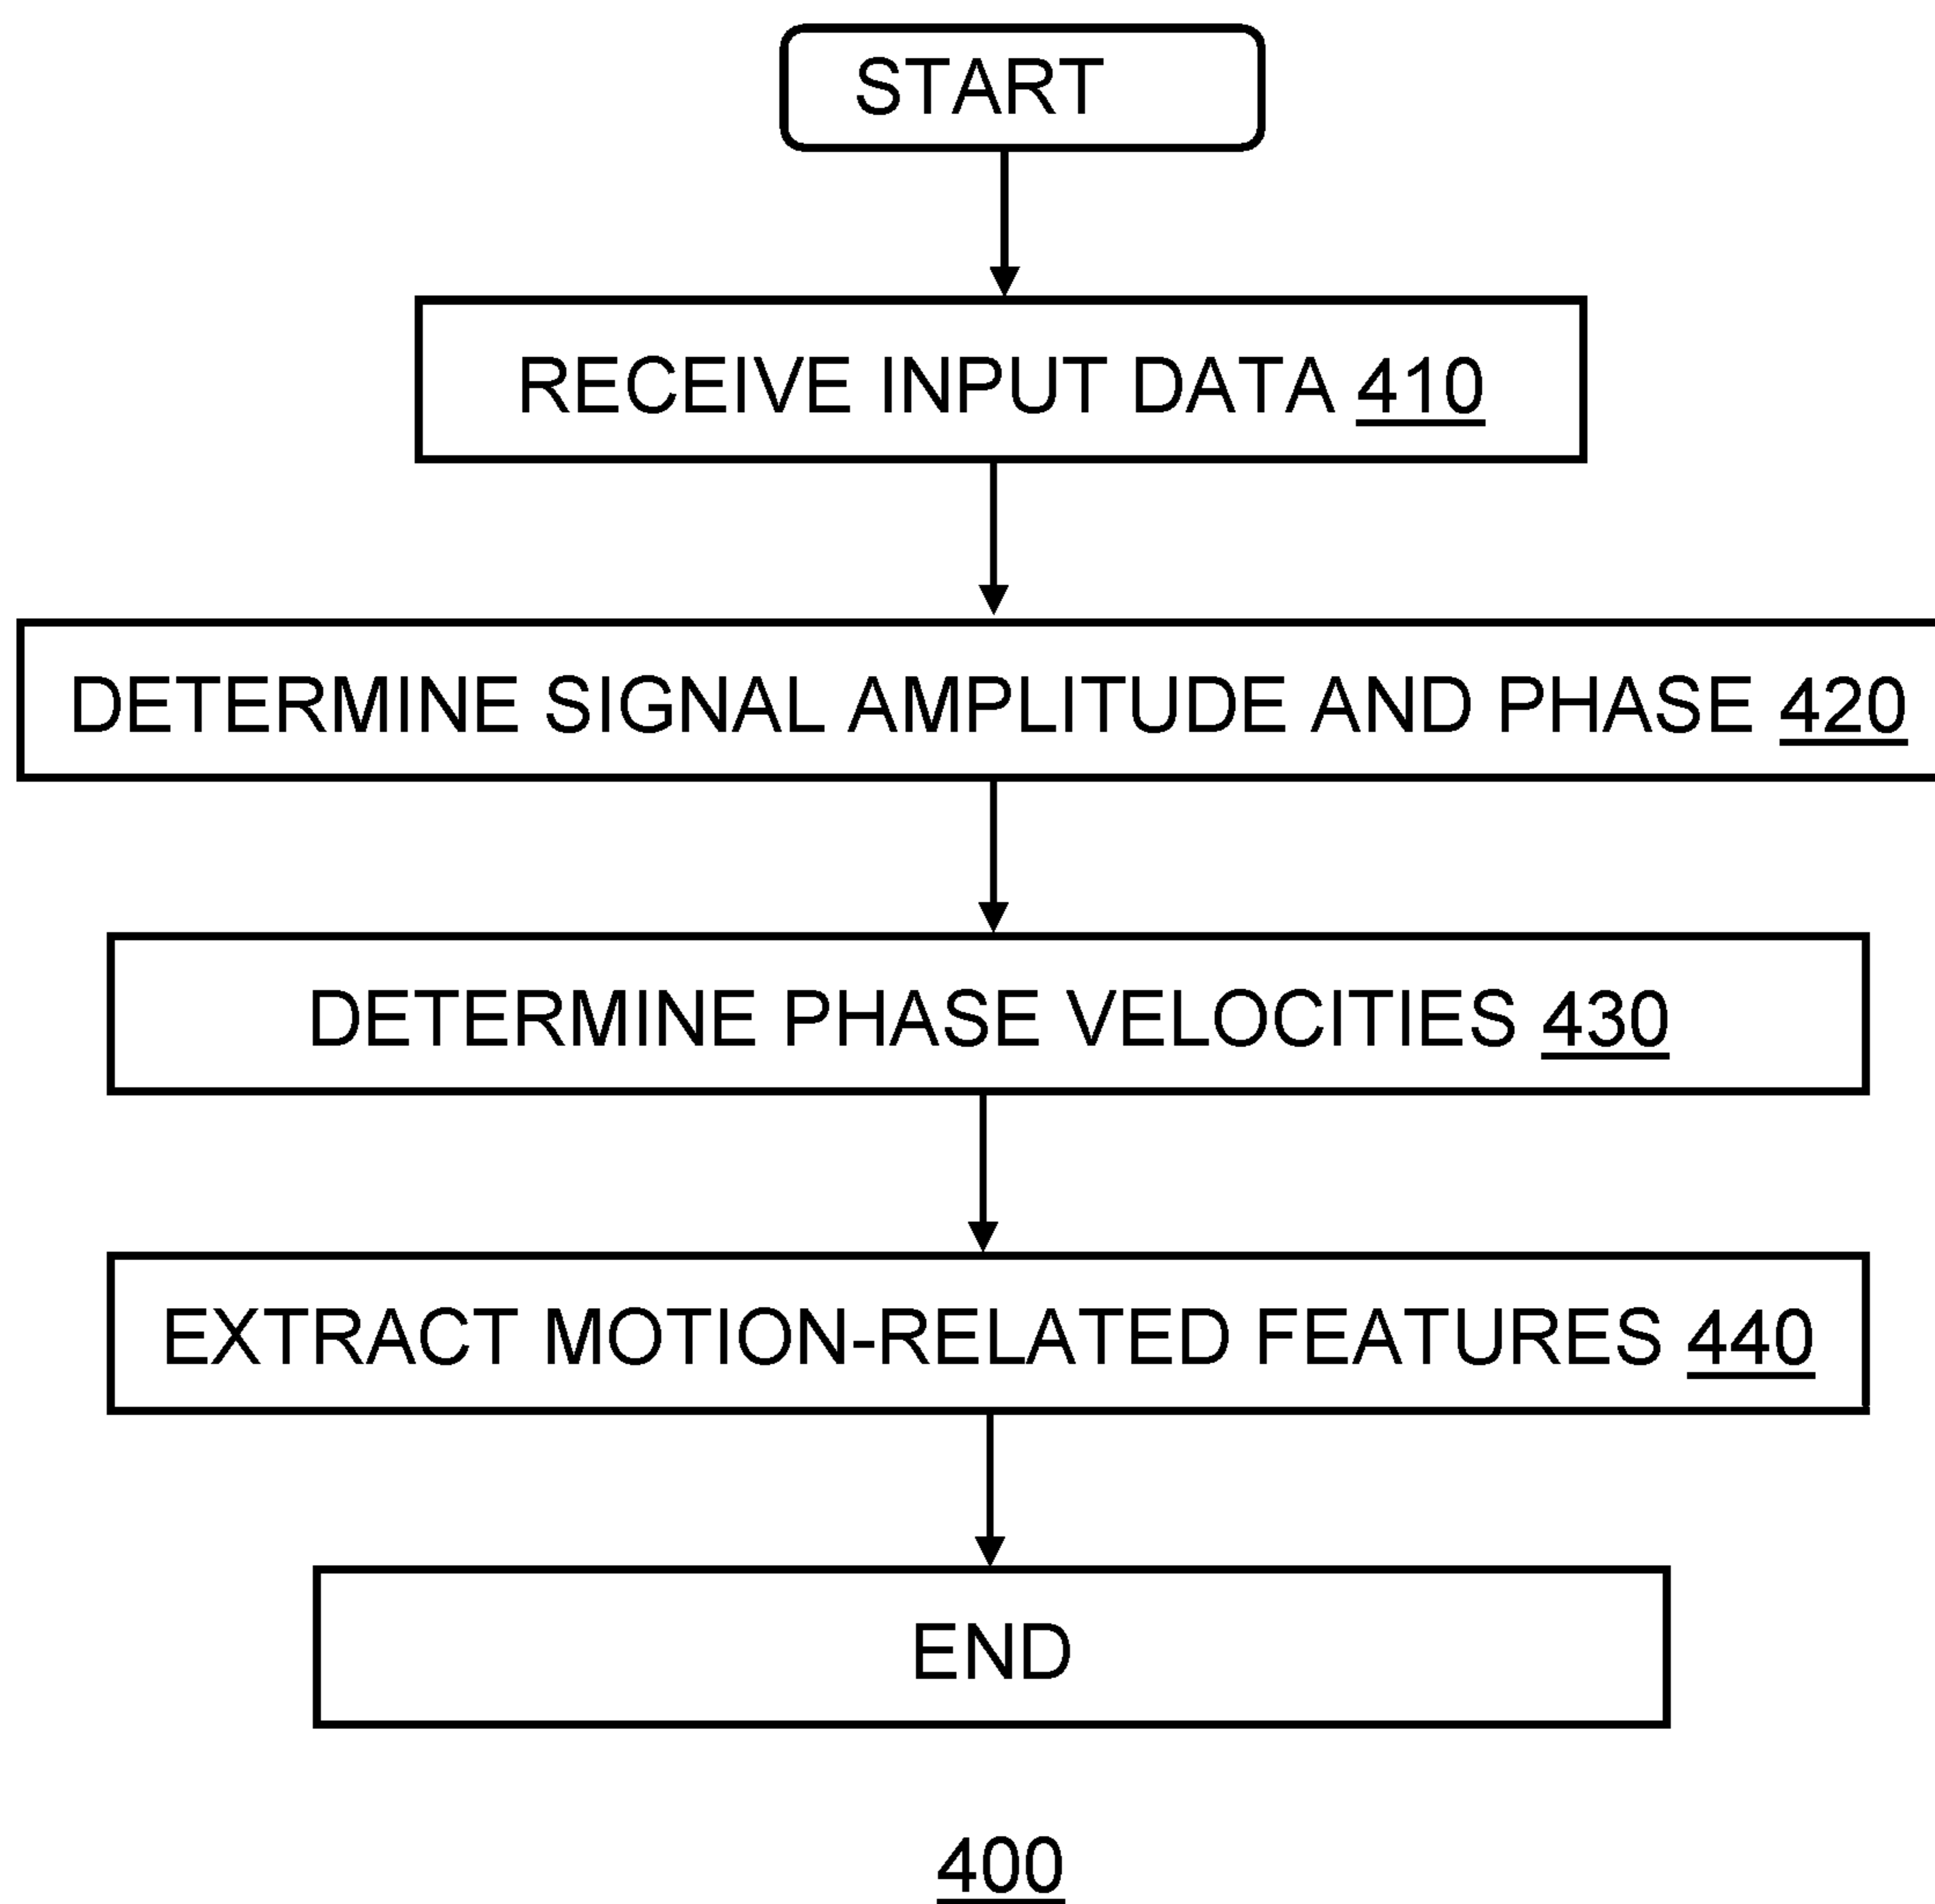 START
RECEIVE INPUT DATA 410
DETERMINE SIGNAL AMPLITUDE AND PHASE 420
DETERMINE PHASE VELOCITIES 430
EXTRACT MOTION-RELATED FEATURES 440
END
400